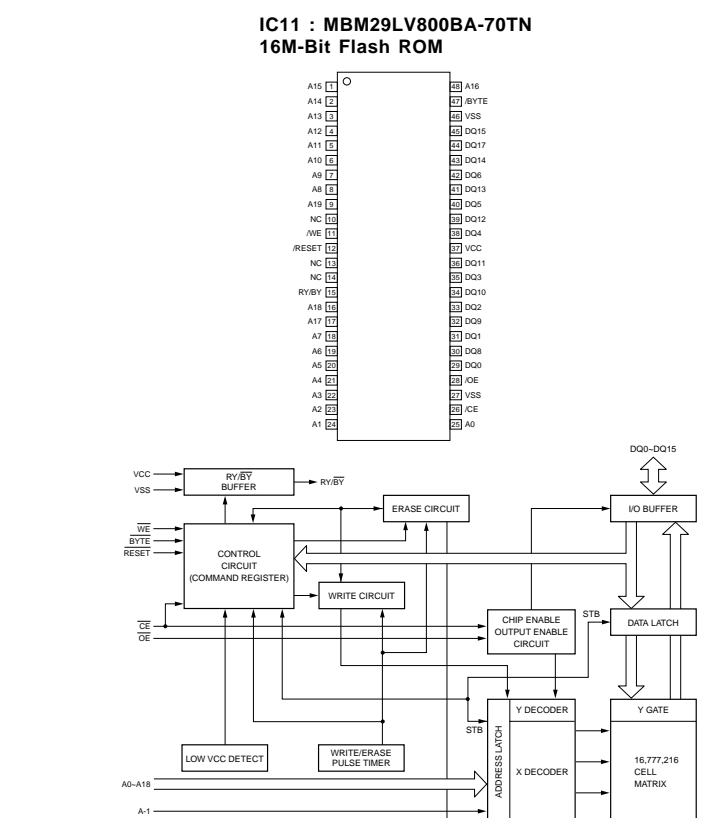 IC11 : MBM29LV800BA-70TN
16M-Bit Flash ROM
A15 1 48 A16
A14 2 47 /BYTE
A13 3 46 VSS
A12 4 45 DQ15
A11 5 44 DQ17
A10 6 43 DQ14
A9 7 42 DQ6
A8 8 41 DQ13
A19 9 40 DQ5
NC 10 39 DQ12
/WE 11 38 DQ4
/RESET 12 37 VCC
NC 13 36 DQ11
NC 14 35 DQ3
RY/BY 15 34 DQ10
A18 16 33 DQ2
A17 17 32 DQ9
A7 18 31 DQ1
A6 19 30 DQ8
A5 20 29 DQ0
A4 21 28 /OE
A3 22 27 VSS
A2 23 26 /CE
A1 24 25 A0
DQ0~DQ15
VCC
VSS
RY/BY
BUFFER
RY/BY
ERASE CIRCUIT
I/O BUFFER
WE
BYTE
RESET
CONTROL
CIRCUIT
(COMMAND REGISTER)
WRITE CIRCUIT
CE
OE
CHIP ENABLE
OUTPUT ENABLE
CIRCUIT
STB
DATA LATCH
STB
ADDRESS LATCH
Y DECODER
Y GATE
LOW VCC DETECT
WRITE/ERASE
PULSE TIMER
X DECODER
16,777,216
CELL
MATRIX
A0~A18
A-1